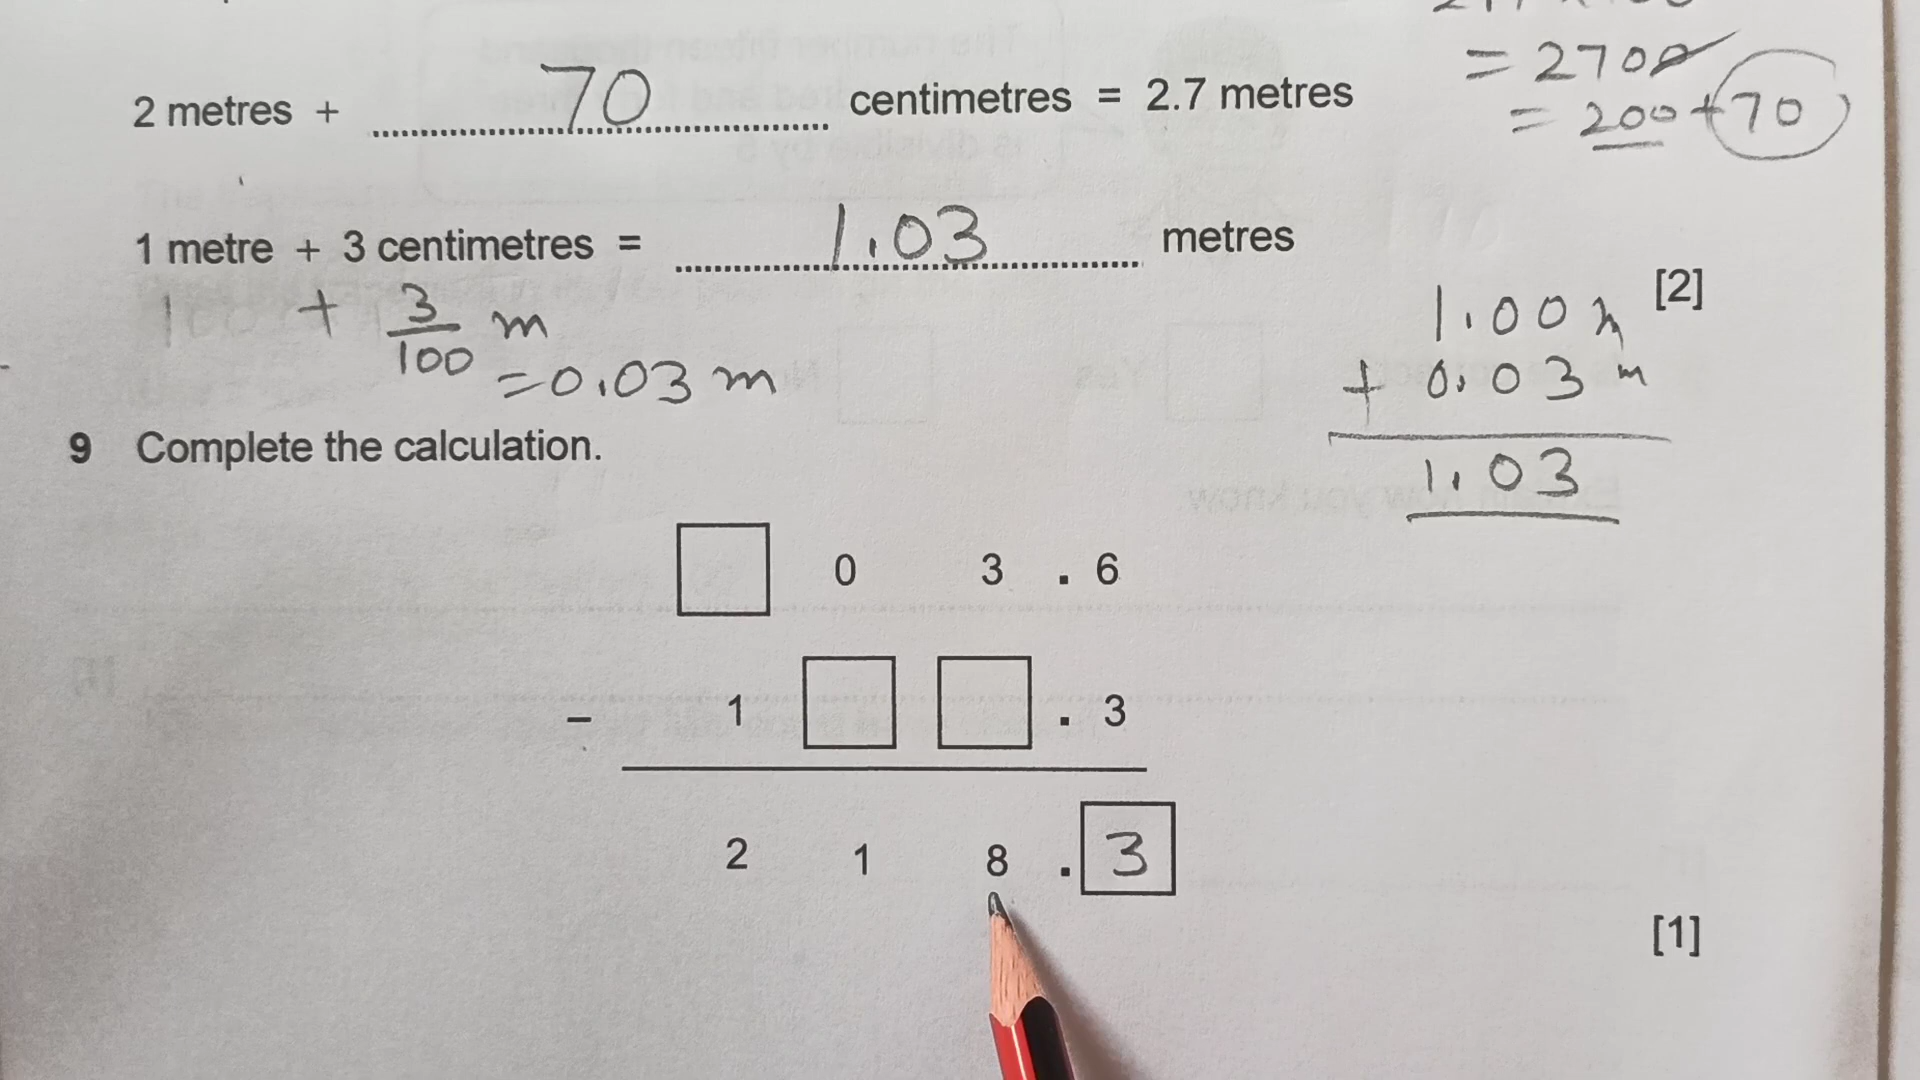 = 2700
= 200 + 70
2 metres + 70 centimetres = 2.7 metres
1 metre + 3 centimetres = 1.03 metres
[2]
100 + 3/100 m
= 0.03 m
1.00 m
+ 0.03 m
1.03
9 Complete the calculation.
0 3 . 6
- 1 . 3
2 1 8 . 3
[1]